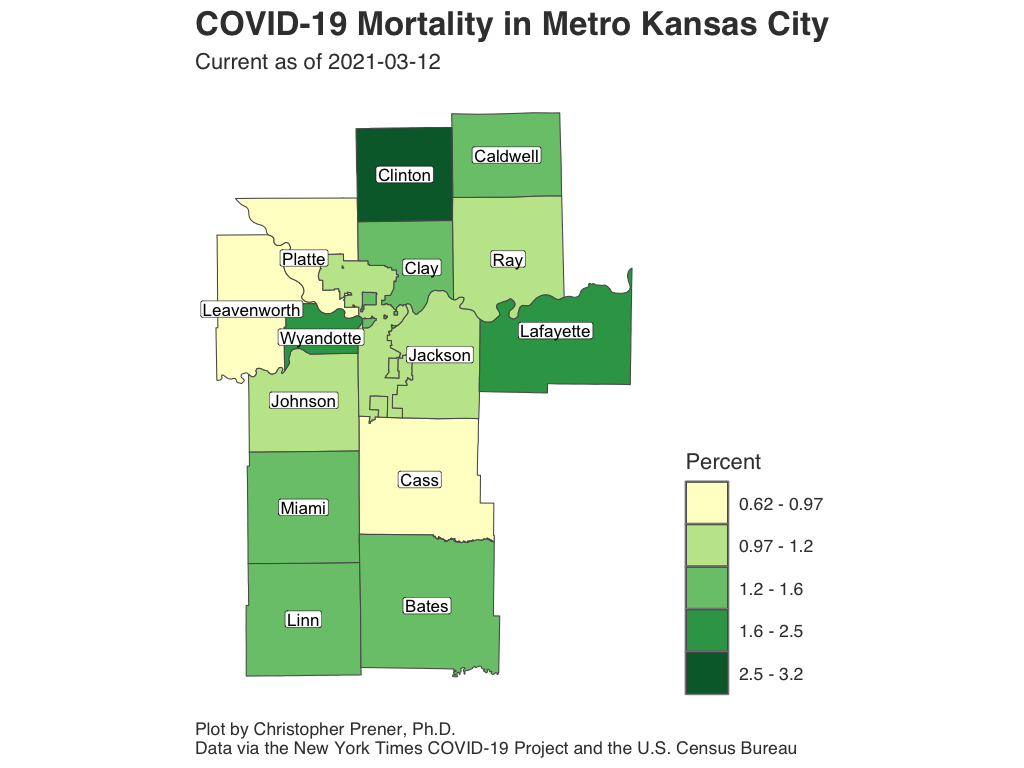 COVID-19 Mortality in Metro Kansas City
Current as of 2021-03-12
Caldwell
Clinton
Platte
Clay
Ray
Leavenworth
Wyandotte
Lafayette
Jackson
Johnson
Cass
Miami
Bates
Linn
Percent
0.62 - 0.97
0.97 - 1.2
1.2 - 1.6
1.6 - 2.5
2.5 - 3.2
Plot by Christopher Prener, Ph.D.
Data via the New York Times COVID-19 Project and the U.S. Census Bureau